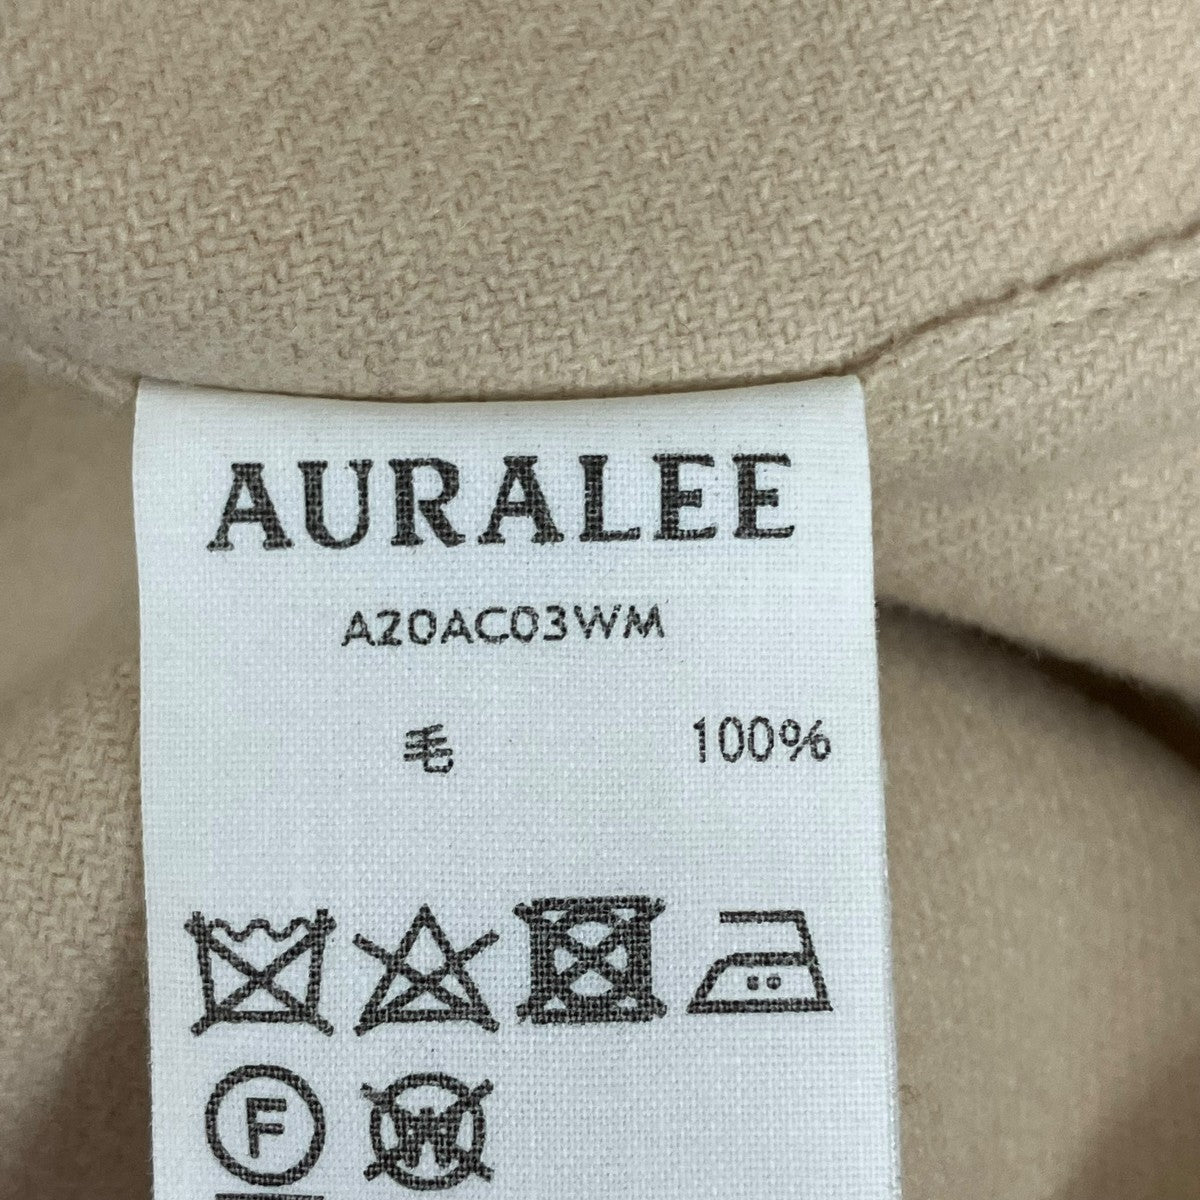 AURALEE
A20AC03WM
毛 100%
F W